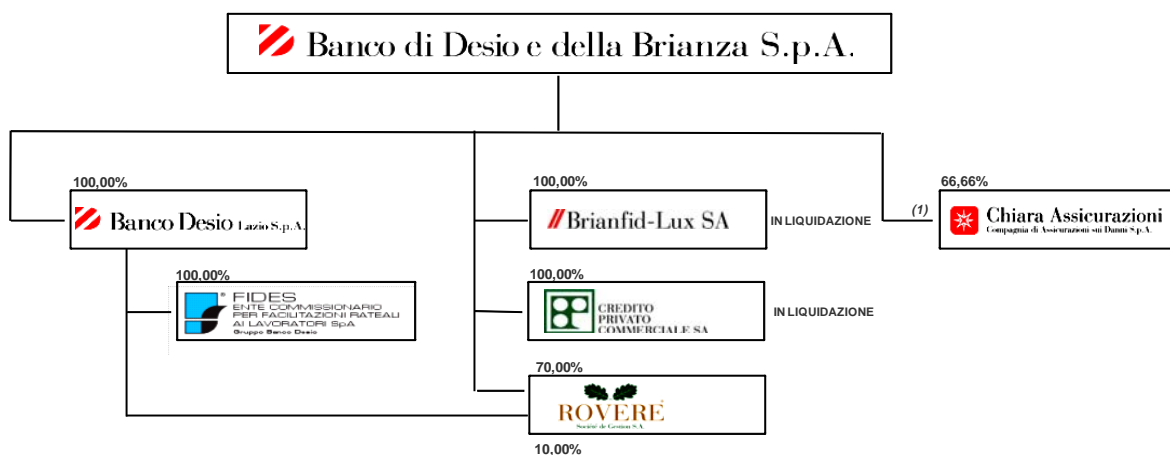 Banco di Desio e della Brianza S.p.A.
100,00%
Banco Desio Lazio S.p.A.
100,00%
Brianfid-Lux SA
IN LIQUIDAZIONE
66,66%
(1)
Chiara Assicurazioni
Compagnia di Assicurazioni sui Danni S.p.A.
100,00%
FIDES
ENTE COMMISSIONARIO
PER FACILITAZIONI RATEALI
AI LAVORATORI SpA
Gruppo Banco Desio
100,00%
CREDITO
PRIVATO
COMMERCIALE SA
IN LIQUIDAZIONE
70,00%
ROVERE
Société de Gestion S.A.
10,00%